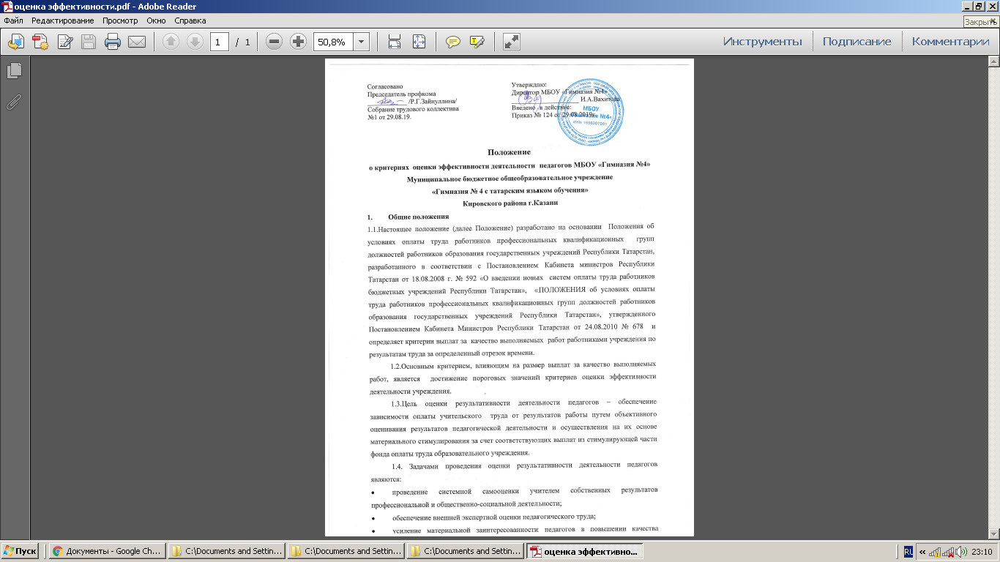 оценка эффективности.pdf - Adobe Reader
Файл Редактирование Просмотр Окно Справка
Закрыть
1 / 1 50,8% Инструменты Подписание Комментарии
Согласовано
Председатель профкома
/Р.Г.Зайнуллина/
Собрание трудового коллектива
№1 от 29.08.19.
Утверждаю:
Директор МБОУ «Гимназия №4»
И.А.Вахитова
Введено в действие:
Приказ № 124 от 29.08.2019г.
МБОУ
«Гимназия №4»
Положение
о критериях оценки эффективности деятельности педагогов МБОУ «Гимназия №4»
Муниципальное бюджетное общеобразовательное учреждение
«Гимназия № 4 с татарским языком обучения»
Кировского района г.Казани
1. Общие положения
1.1.Настоящее положение (далее Положение) разработано на основании Положения об
условиях оплаты труда работников профессиональных квалификационных групп
должностей работников образования государственных учреждений Республики Татарстан,
разработанного в соответствии с Постановлением Кабинета министров Республики
Татарстан от 18.08.2008 г. № 592 «О введении новых систем оплаты труда работников
бюджетных учреждений Республики Татарстан», «ПОЛОЖЕНИЯ об условиях оплаты
труда работников профессиональных квалификационных групп должностей работников
образования государственных учреждений Республики Татарстан», утвержденного
Постановлением Кабинета Министров Республики Татарстан от 24.08.2010 № 678 и
определяет критерии выплат за качество выполняемых работ работниками учреждения по
результатам труда за определенный отрезок времени.
1.2.Основным критерием, влияющим на размер выплат за качество выполняемых
работ, является достижение пороговых значений критериев оценки эффективности
деятельности учреждения.
1.3.Цель оценки результативности деятельности педагогов – обеспечение
зависимости оплаты учительского труда от результатов работы путем объективного
оценивания результатов педагогической деятельности и осуществления на их основе
материального стимулирования за счет соответствующих выплат из стимулирующей части
фонда оплаты труда образовательного учреждения.
1.4. Задачами проведения оценки результативности деятельности педагогов
являются:
• проведение системной самооценки учителем собственных результатов
профессиональной и общественно-социальной деятельности;
• обеспечение внешней экспертной оценки педагогического труда;
• усиление материальной заинтересованности педагогов в повышении качества
Пуск Документы - Google Ch... C:\Documents and Settin... C:\Documents and Settin... C:\Documents and Settin... оценка эффективно... RL « 23:10